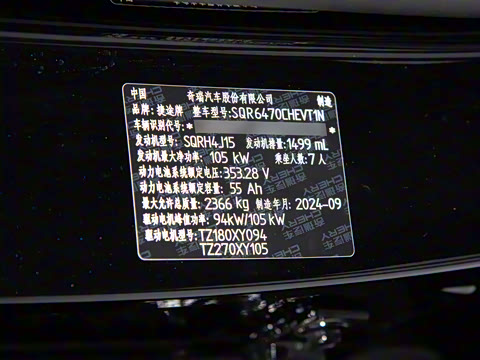 中国 奇瑞汽车股份有限公司 制造
品牌: 捷途牌 整车型号: SQR6470CHEVT1N
车辆识别代号: * *
发动机型号: SQRH4J15 发动机排量: 1499 mL
发动机最大净功率: 105 kW 乘坐人数: 7 人
动力电池系统额定电压: 353.28 V
动力电池系统额定容量: 55 Ah
最大允许总质量: 2366 kg 制造年月: 2024-09
驱动电机峰值功率: 94kW/105 kW
驱动电机型号: TZ180XY094
TZ270XY105